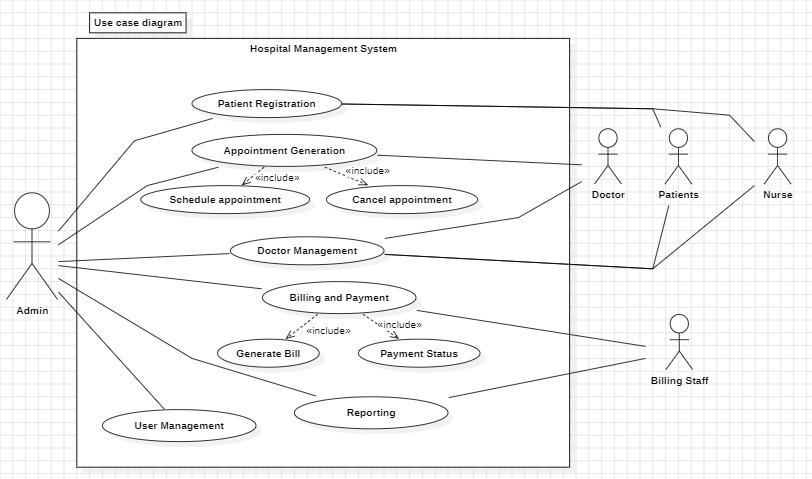 Use case diagram
Hospital Management System
Patient Registration
Appointment Generation
«include»
«include»
Schedule appointment
Cancel appointment
Doctor
Patients
Nurse
Doctor Management
Billing and Payment
Admin
«include»
«include»
Generate Bill
Payment Status
Billing Staff
Reporting
User Management